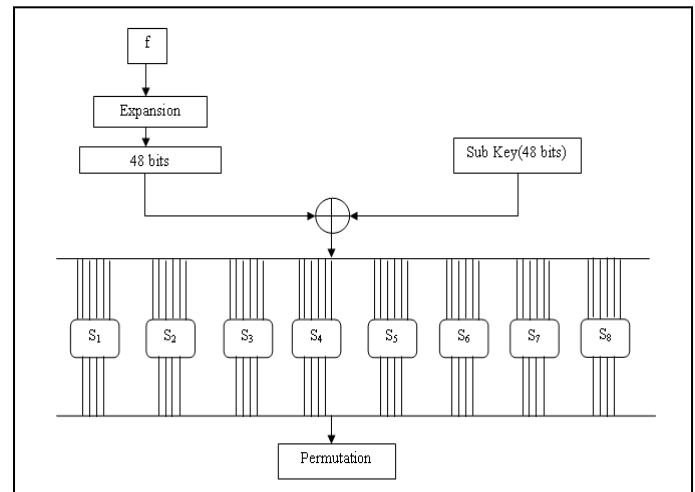 f
Expansion
48 bits
Sub Key(48 bits)
S1 S2 S3 S4 S5 S6 S7 S8
Permutation